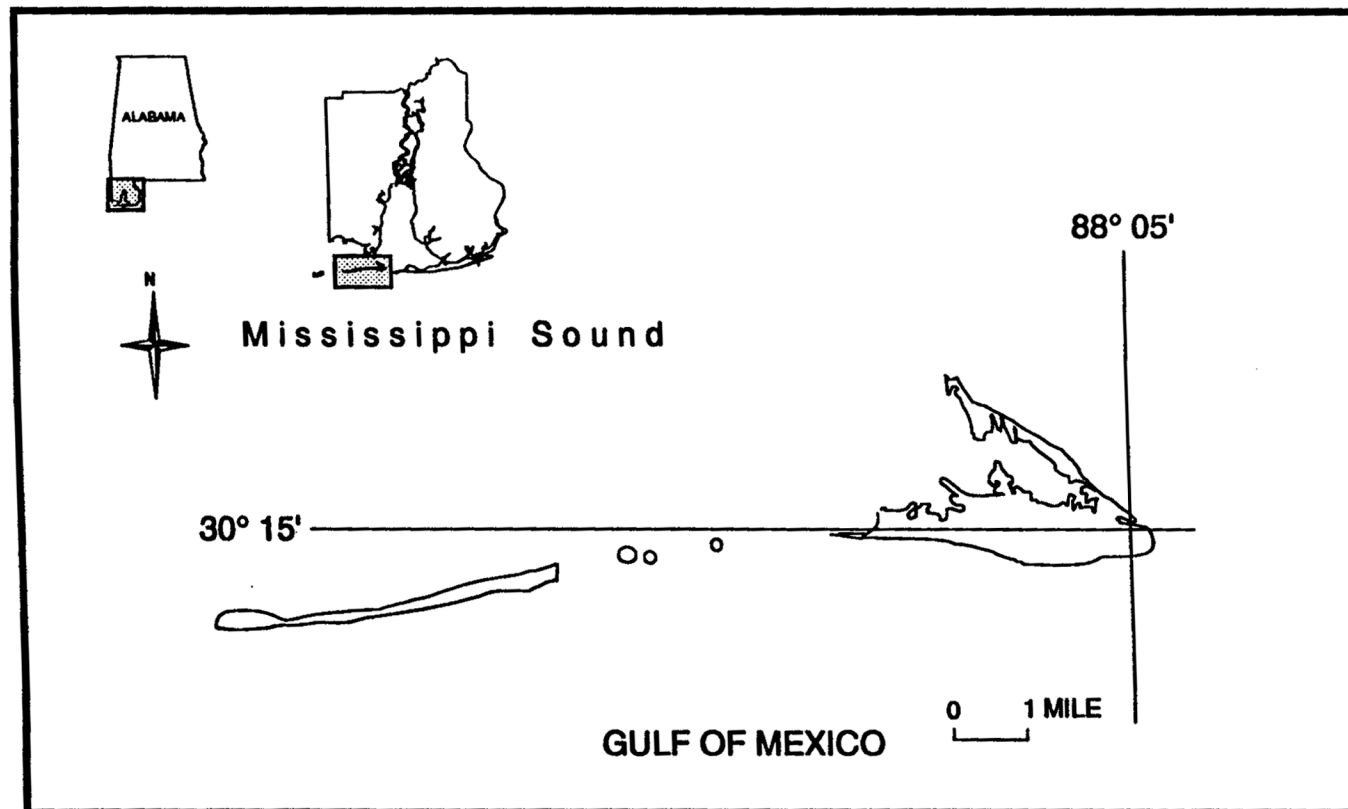 ALABAMA
N
Mississippi Sound
88° 05'
30° 15'
0 1 MILE
GULF OF MEXICO